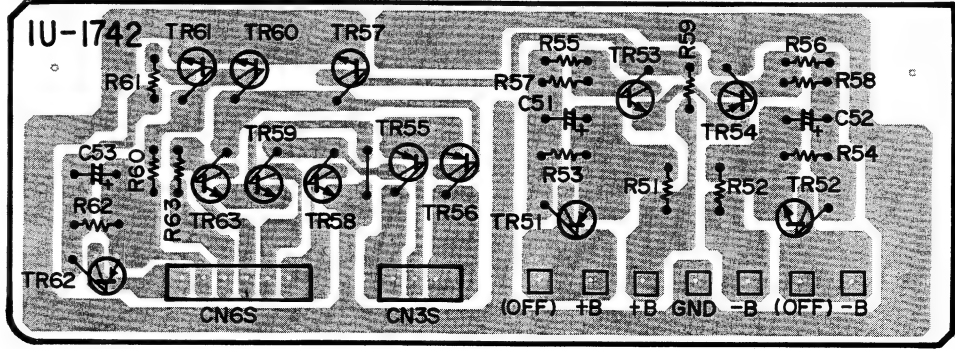 1U-1742
TR61 TR60 TR57 R55 TR53 R59 R56
R61 R57 R58
C51 C52
TR59 TR55 TR54
C53 R60 R53 R51 R52 R54
R62 R63 TR63 TR58 TR56 TR51 TR52
TR62
CN6S CN3S (OFF) +B +B GND -B (OFF) -B